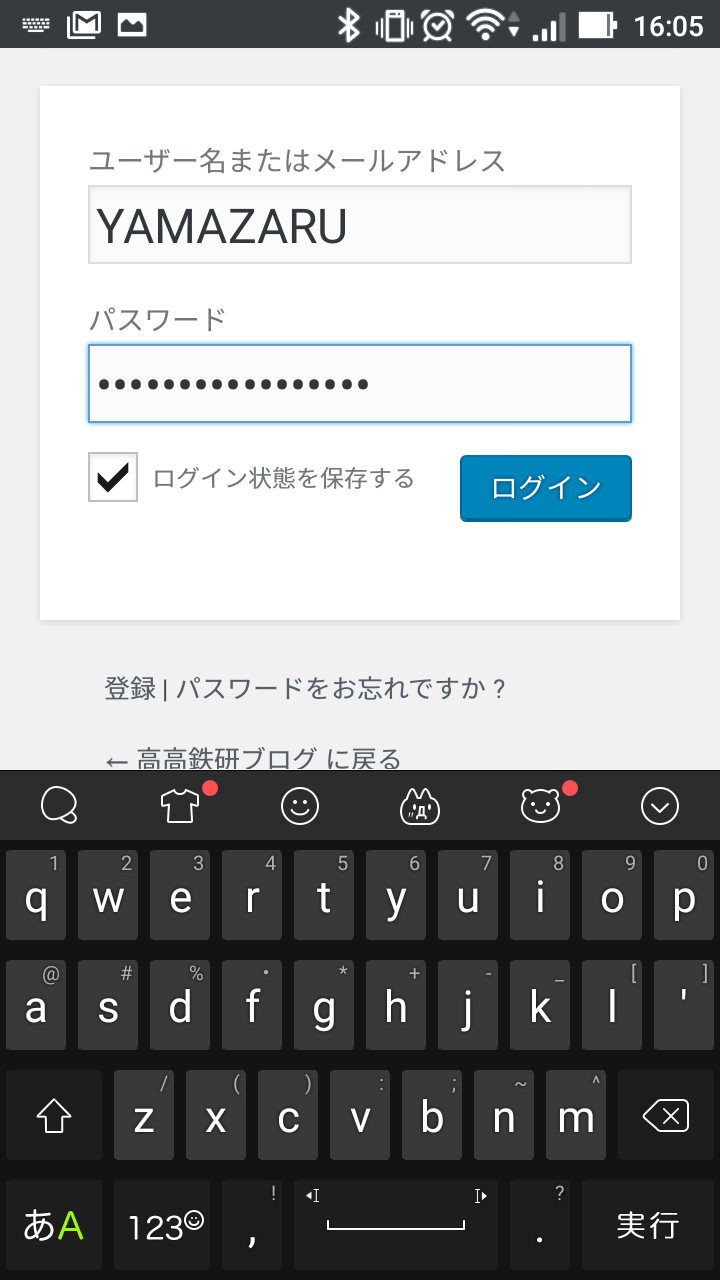 16:05
ユーザー名またはメールアドレス
YAMAZARU
パスワード
•••••••••••••••••
ログイン状態を保存する
ログイン
登録 | パスワードをお忘れですか ?
← 高高鉄研ブログ に戻る
1 2 3 4 5 6 7 8 9 0
q w e r t y u i o p
@ # % • * + - _ [ ]
a s d f g h j k l '
/ ( ) : ; ~ ^
z x c v b n m
! ?
あA 123 , . 実行